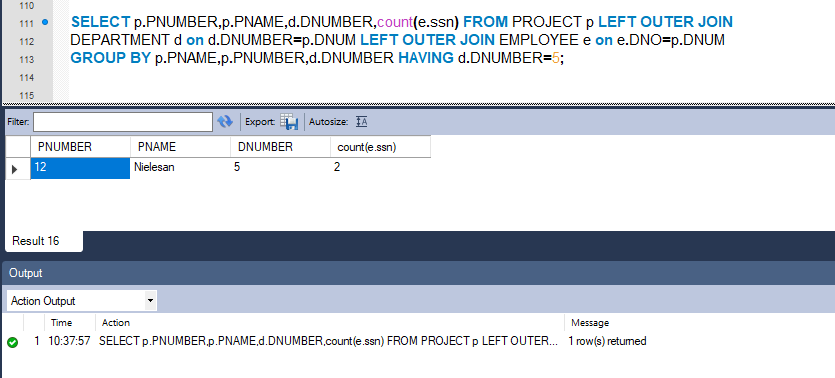 110
111 SELECT p.PNUMBER,p.PNAME,d.DNUMBER,count(e.ssn) FROM PROJECT p LEFT OUTER JOIN
112 DEPARTMENT d on d.DNUMBER=p.DNUM LEFT OUTER JOIN EMPLOYEE e on e.DNO=p.DNUM
113 GROUP BY p.PNAME,p.PNUMBER,d.DNUMBER HAVING d.DNUMBER=5;
114
115
Filter: Export: Autosize: A
PNUMBER PNAME DNUMBER count(e.ssn)
12 Nielesan 5 2
Result 16
Output
Action Output
Time Action Message
1 10:37:57 SELECT p.PNUMBER,p.PNAME,d.DNUMBER,count(e.ssn) FROM PROJECT p LEFT OUTER... 1 row(s) returned